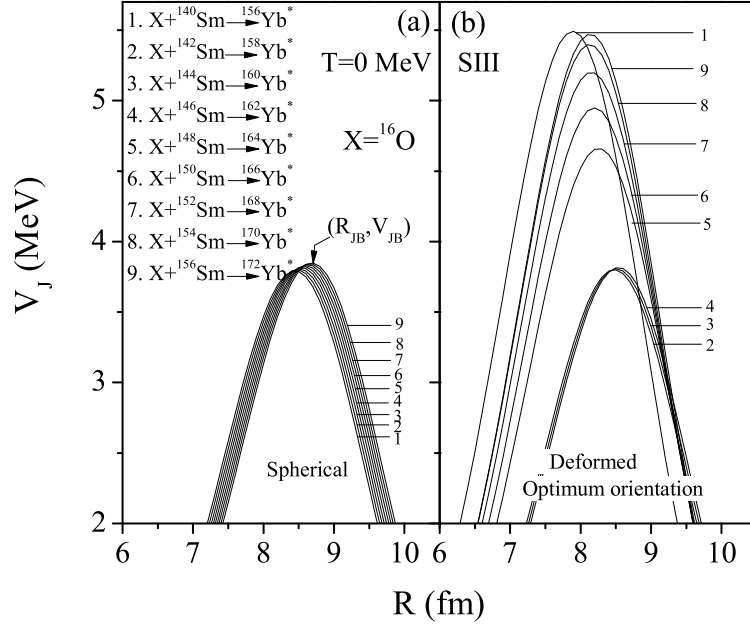 (a)
1. X+¹⁴⁰Sm→¹⁵⁶Yb*
2. X+¹⁴²Sm→¹⁵⁸Yb*
3. X+¹⁴⁴Sm→¹⁶⁰Yb*
4. X+¹⁴⁶Sm→¹⁶²Yb*
5. X+¹⁴⁸Sm→¹⁶⁴Yb*
6. X+¹⁵⁰Sm→¹⁶⁶Yb*
7. X+¹⁵²Sm→¹⁶⁸Yb*
8. X+¹⁵⁴Sm→¹⁷⁰Yb*
9. X+¹⁵⁶Sm→¹⁷²Yb*
T=0 MeV
X=¹⁶O
(R_JB,V_JB)
9
8
7
6
5
4
3
2
1
Spherical
(b)
SIII
1
9
8
7
6
5
4
3
2
Deformed
Optimum orientation
V_J (MeV)
5
4
3
2
6 7 8 9 10
6 7 8 9 10
R (fm)